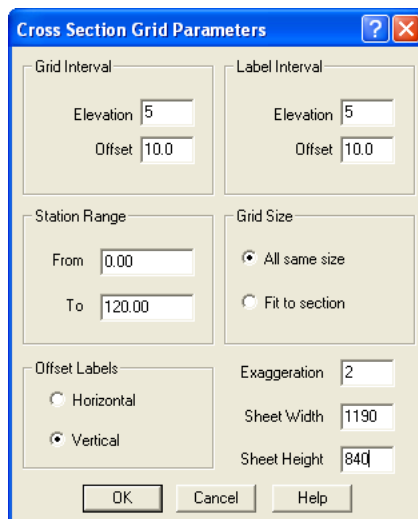 Cross Section Grid Parameters
Grid Interval
Elevation 5
Offset 10.0
Label Interval
Elevation 5
Offset 10.0
Station Range
From 0.00
To 120.00
Grid Size
All same size
Fit to section
Offset Labels
Horizontal
Vertical
Exaggeration 2
Sheet Width 1190
Sheet Height 840
OK Cancel Help